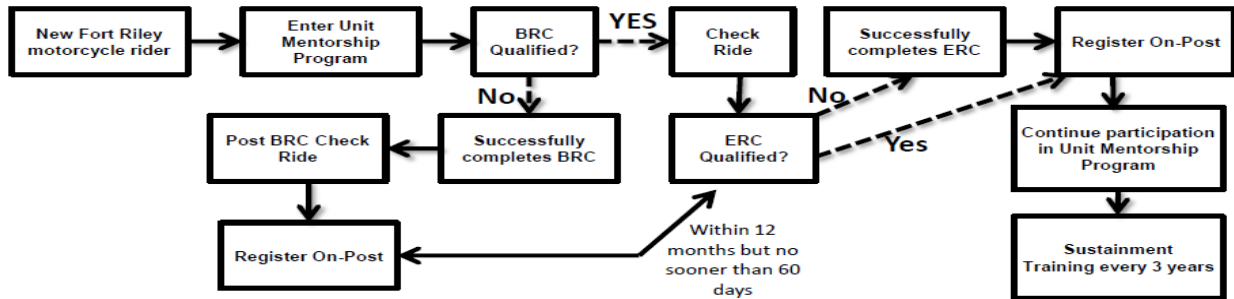 New Fort Riley
motorcycle rider
Enter Unit
Mentorship
Program
BRC
Qualified?
YES
Check
Ride
Successfully
completes ERC
Register On-Post
No
Post BRC Check
Ride
Successfully
completes BRC
ERC
Qualified?
No
Yes
Continue participation
in Unit Mentorship
Program
Register On-Post
Within 12
months but no
sooner than 60
days
Sustainment
Training every 3 years